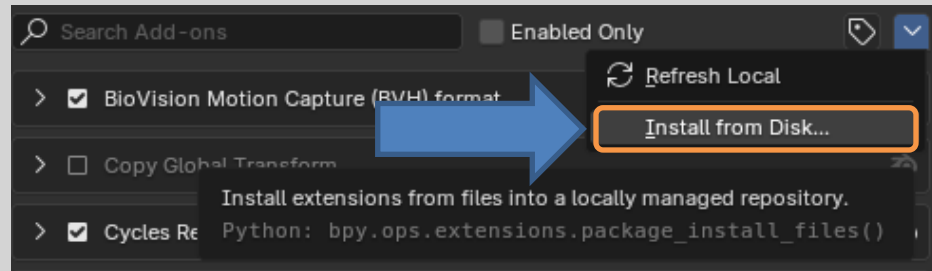 Search Add-ons
Enabled Only
Refresh Local
BioVision Motion Capture (BVH) format
Install from Disk...
Copy Global Transform
Install extensions from files into a locally managed repository.
Cycles Re
Python: bpy.ops.extensions.package_install_files()